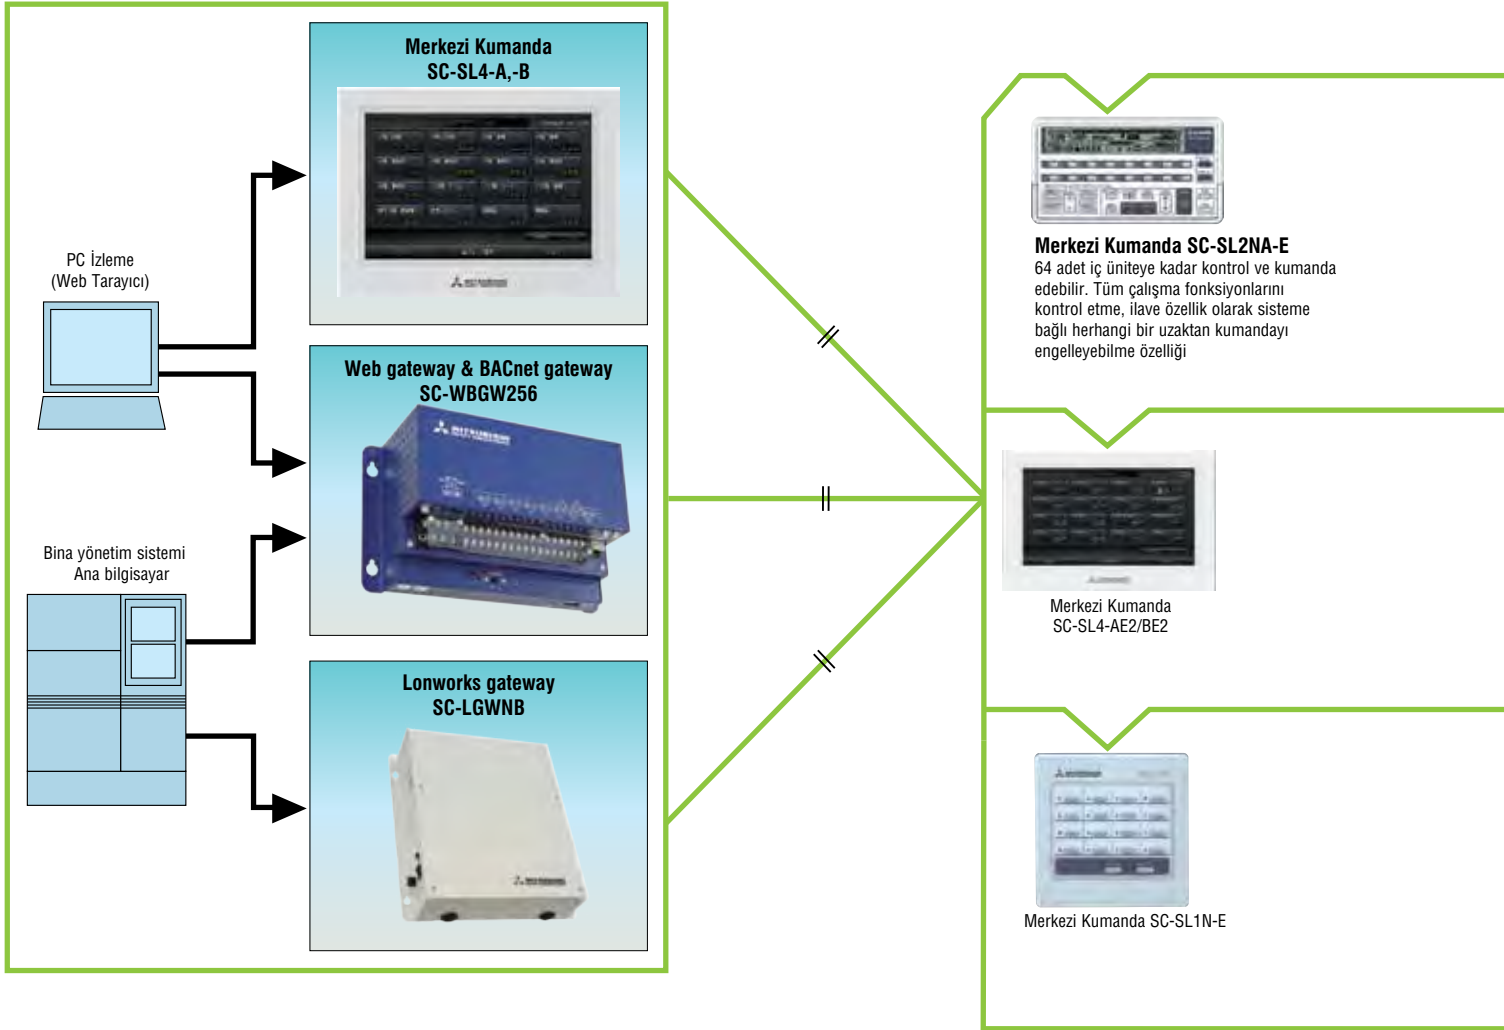 Merkezi Kumanda
SC-SL4-A,-B
PC İzleme
(Web Tarayıcı)
Web gateway & BACnet gateway
SC-WBGW256
MITSUBISHI
Bina yönetim sistemi
Ana bilgisayar
Lonworks gateway
SC-LGWNB
Merkezi Kumanda SC-SL2NA-E
64 adet iç üniteye kadar kontrol ve kumanda
edebilir. Tüm çalışma fonksiyonlarını
kontrol etme, ilave özellik olarak sisteme
bağlı herhangi bir uzaktan kumandayı
engelleyebilme özelliği
Merkezi Kumanda
SC-SL4-AE2/BE2
Merkezi Kumanda SC-SL1N-E